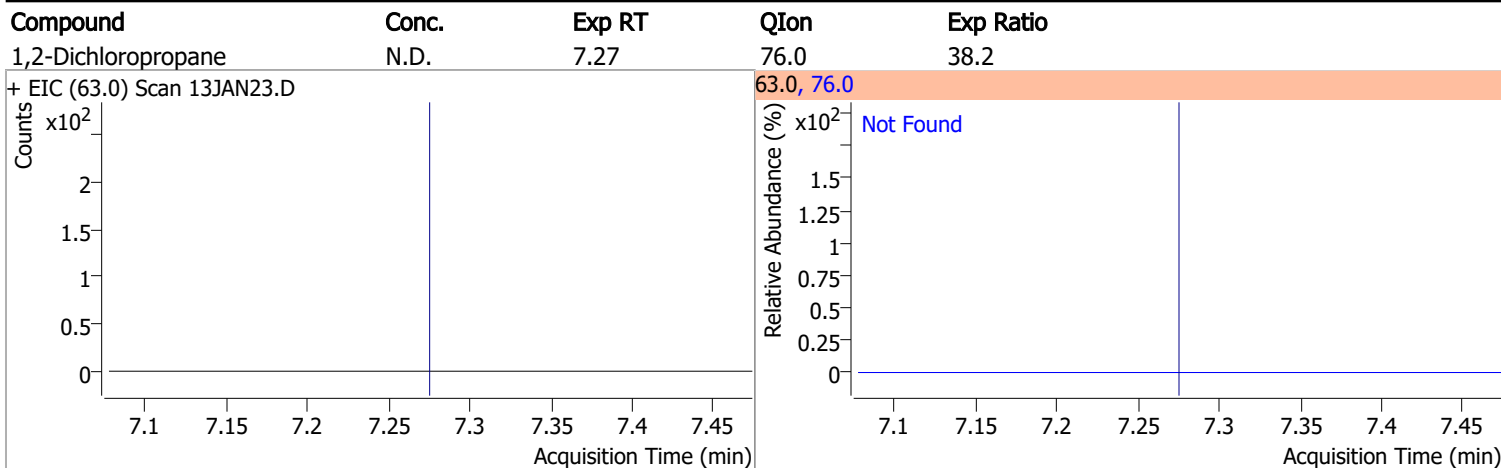 Compound Conc. Exp RT QIon Exp Ratio
1,2-Dichloropropane N.D. 7.27 76.0 38.2
+ EIC (63.0) Scan 13JAN23.D
Counts
x10²
2
1.5
1
0.5
0
7.1 7.15 7.2 7.25 7.3 7.35 7.4 7.45
Acquisition Time (min)
63.0, 76.0
Relative Abundance (%)
x10²
Not Found
1.5
1.25
1
0.75
0.5
0.25
0
7.1 7.15 7.2 7.25 7.3 7.35 7.4 7.45
Acquisition Time (min)